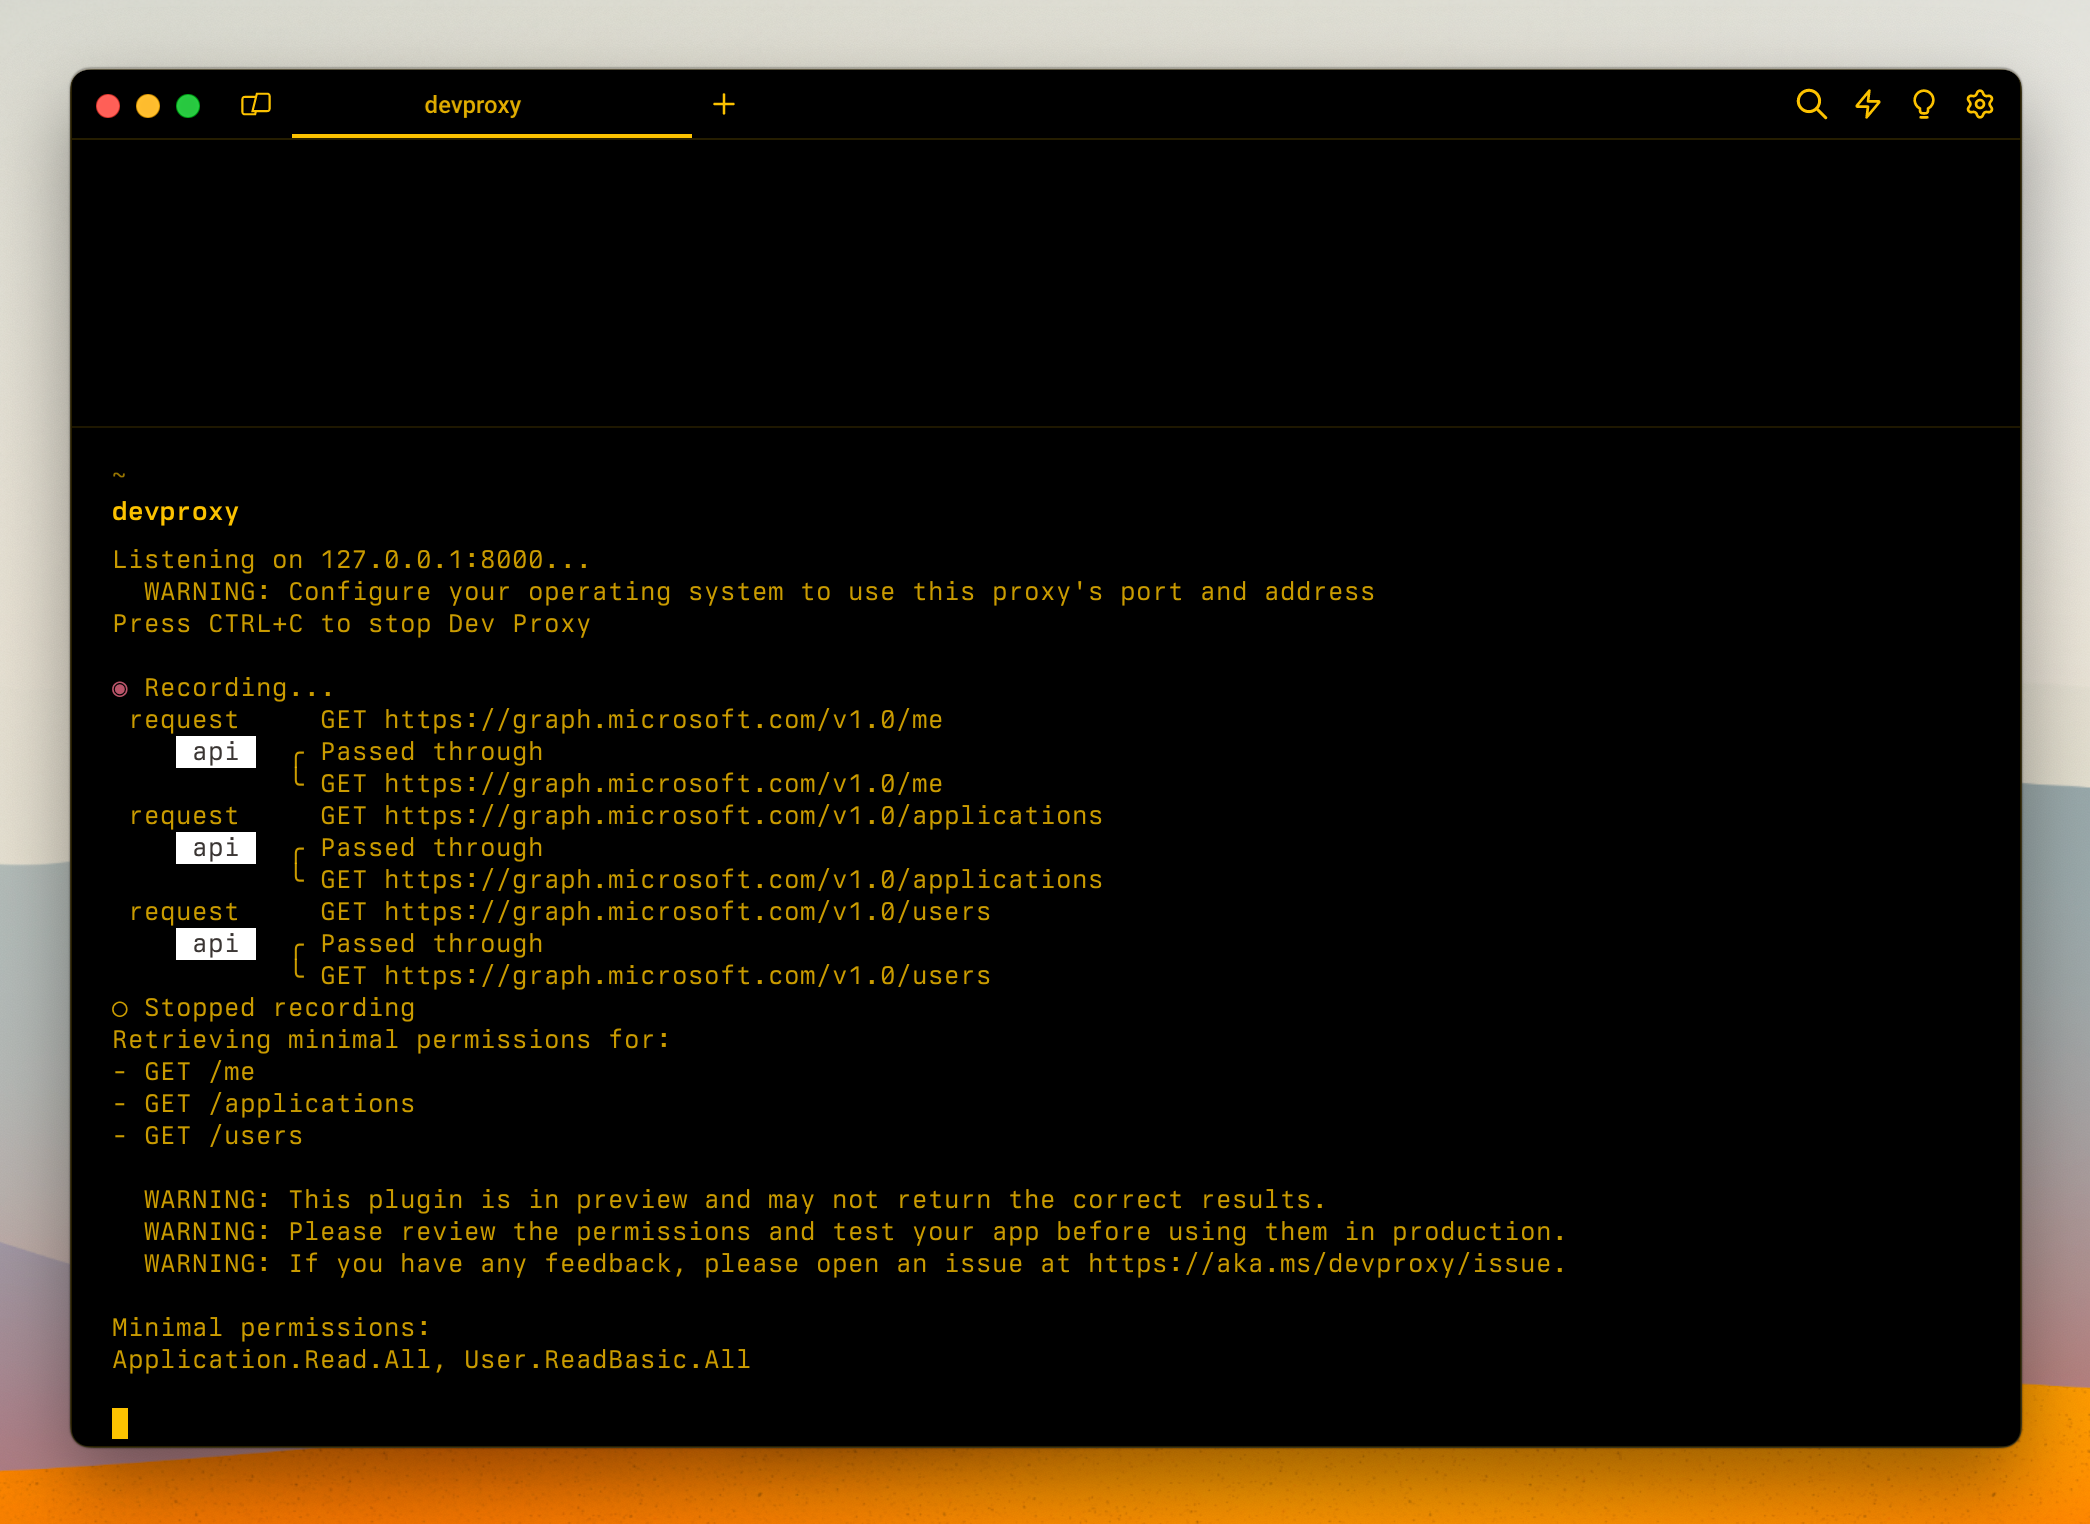 devproxy
~
devproxy
Listening on 127.0.0.1:8000...
WARNING: Configure your operating system to use this proxy's port and address
Press CTRL+C to stop Dev Proxy
◉ Recording...
request GET https://graph.microsoft.com/v1.0/me
api ╭ Passed through
╰ GET https://graph.microsoft.com/v1.0/me
request GET https://graph.microsoft.com/v1.0/applications
api ╭ Passed through
╰ GET https://graph.microsoft.com/v1.0/applications
request GET https://graph.microsoft.com/v1.0/users
api ╭ Passed through
╰ GET https://graph.microsoft.com/v1.0/users
○ Stopped recording
Retrieving minimal permissions for:
- GET /me
- GET /applications
- GET /users
WARNING: This plugin is in preview and may not return the correct results.
WARNING: Please review the permissions and test your app before using them in production.
WARNING: If you have any feedback, please open an issue at https://aka.ms/devproxy/issue.
Minimal permissions:
Application.Read.All, User.ReadBasic.All